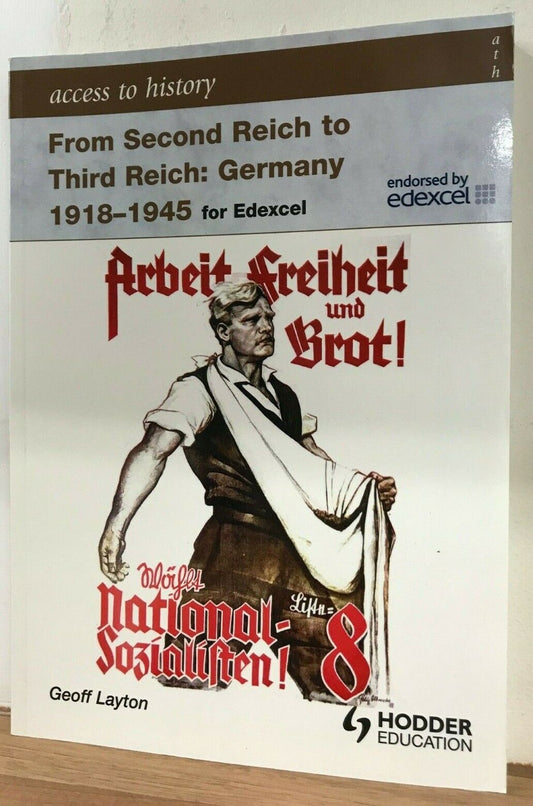 access to history
a
t
h
From Second Reich to
Third Reich: Germany
1918–1945 for Edexcel
endorsed by
edexcel
Arbeit Freiheit
und
Brot!
Wählt
National-
Sozialisten!
Liste=
8
Geoff Layton
HODDER
EDUCATION